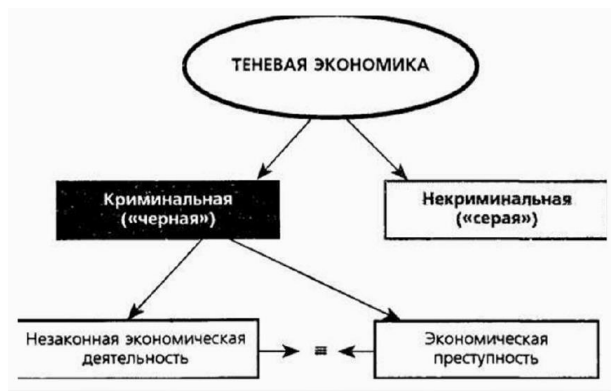 ТЕНЕВАЯ ЭКОНОМИКА
Криминальная
(«черная»)
Некриминальная
(«серая»)
Незаконная экономическая
деятельность
≡
Экономическая
преступность